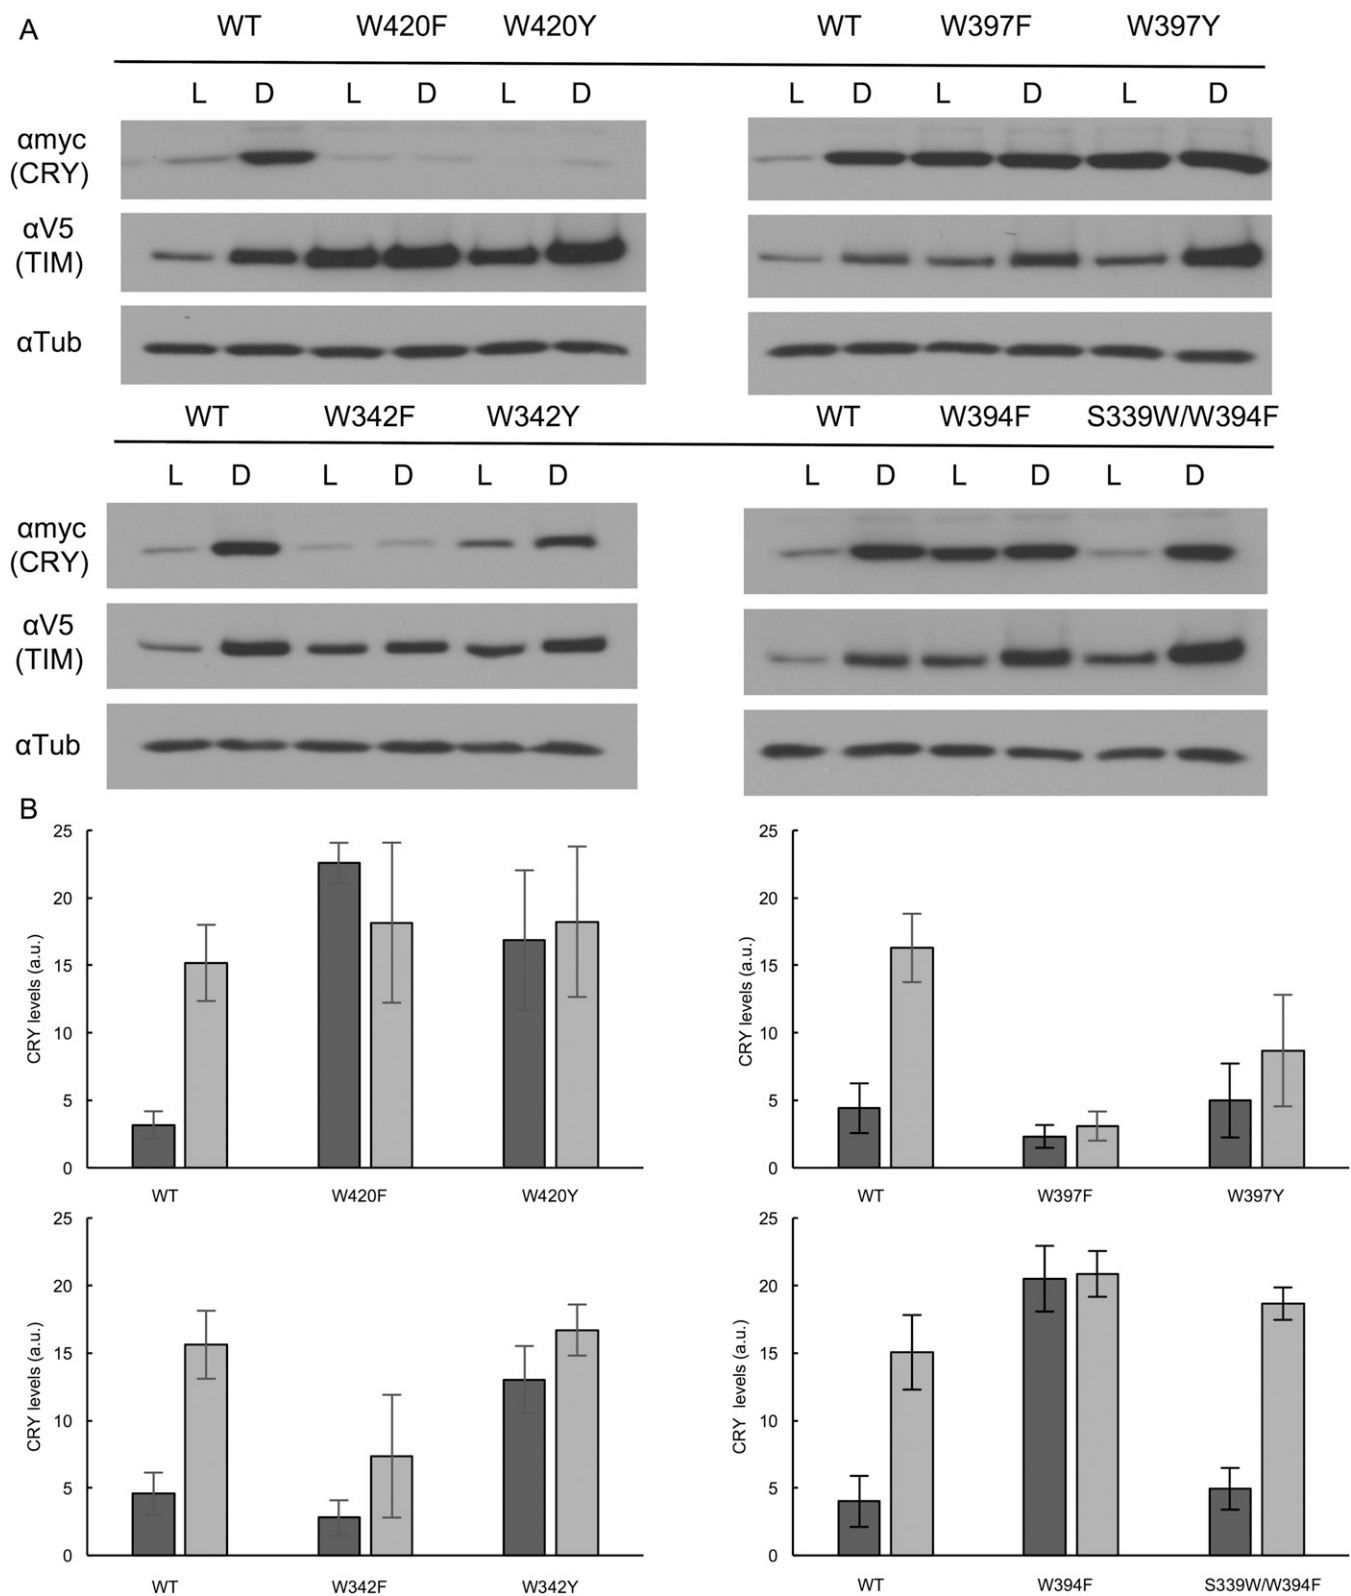 A
WT W420F W420Y WT W397F W397Y
L D L D L D L D L D L D
αmyc
(CRY)
αV5
(TIM)
αTub
WT W342F W342Y WT W394F S339W/W394F
L D L D L D L D L D L D
αmyc
(CRY)
αV5
(TIM)
αTub
B
25
20
15
10
5
0
CRY levels (a.u.)
WT W420F W420Y
25
20
15
10
5
0
CRY levels (a.u.)
WT W397F W397Y
25
20
15
10
5
0
CRY levels (a.u.)
WT W342F W342Y
25
20
15
10
5
0
CRY levels (a.u.)
WT W394F S339W/W394F